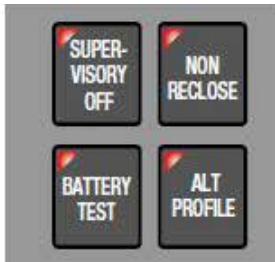 SUPER-
VISORY
OFF
NON
RECLOSE
BATTERY
TEST
ALT
PROFILE